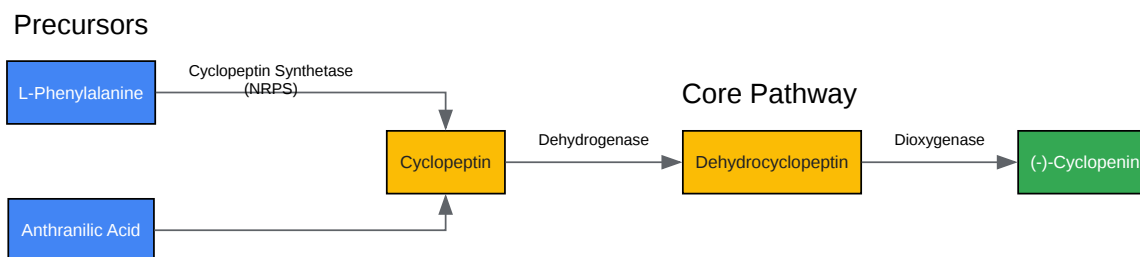 Precursors
L-Phenylalanine
Cyclopeptin Synthetase
(NRPS)
Core Pathway
Cyclopeptin
Dehydrogenase
Dehydrocyclopeptin
Dioxygenase
(-)-Cyclopenin
Anthranilic Acid